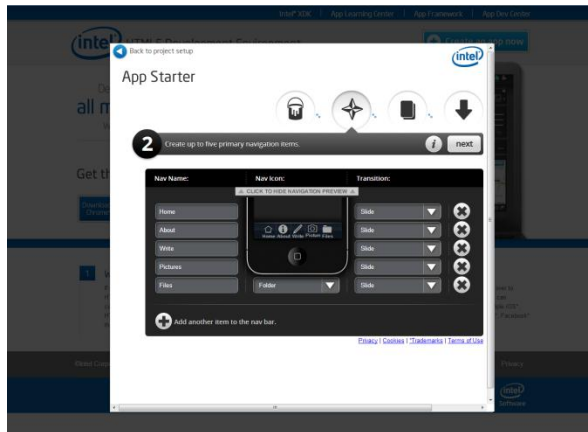 Intel® XDK | App Learning Center | App Framework | App Dev Center
intel
HTML5 Development Environment
Create an app now
Back to project setup
intel
App Starter
all
Get th
2 Create up to five primary navigation items. i next
Nav Name: Nav Icon: Transition:
CLICK TO HIDE NAVIGATION PREVIEW
Home Slide
About Slide
Home About Write Picture Files
Write Slide
Pictures Slide
Files Folder Slide
1
Add another item to the nav bar.
Privacy | Cookies | *Trademarks | Terms of Use
Privacy
intel
Software